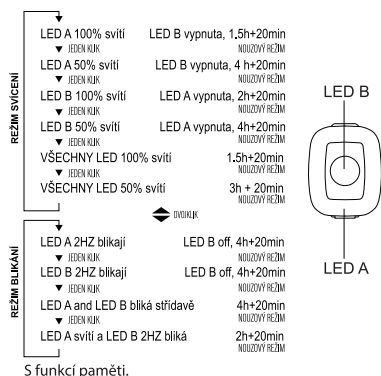 REŽIM SVÍCENÍ
LED A 100% svítí LED B vypnuta, 1.5h+20min
▼ JEDEN KLIK NOUZOVÝ REŽIM
LED A 50% svítí LED B vypnuta, 4 h+20min
▼ JEDEN KLIK NOUZOVÝ REŽIM
LED B 100% svítí LED A vypnuta, 2h+20min
▼ JEDEN KLIK NOUZOVÝ REŽIM
LED B 50% svítí LED A vypnuta, 4h+20min
▼ JEDEN KLIK NOUZOVÝ REŽIM
VŠECHNY LED 100% svítí 1.5h+20min
▼ JEDEN KLIK NOUZOVÝ REŽIM
VŠECHNY LED 50% svítí 3h + 20min
NOUZOVÝ REŽIM
DVOJKLIK
REŽIM BLIKÁNÍ
LED A 2HZ blikají LED B off, 4h+20min
▼ JEDEN KLIK NOUZOVÝ REŽIM
LED B 2HZ blikají LED B off, 4h+20min
▼ JEDEN KLIK NOUZOVÝ REŽIM
LED A and LED B bliká střídavě 4h+20min
▼ JEDEN KLIK NOUZOVÝ REŽIM
LED A svítí a LED B 2HZ bliká 2h+20min
NOUZOVÝ REŽIM
S funkcí paměti.
LED B
LED A